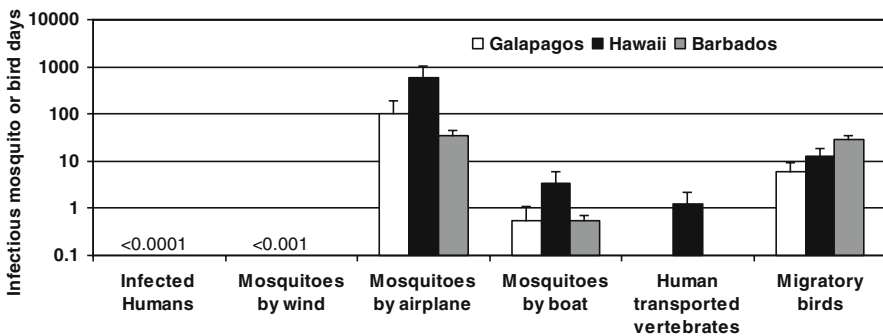 Infectious mosquito or bird days
10000
1000
100
10
1
0.1
Galapagos Hawaii Barbados
<0.0001 <0.001
Infected Humans
Mosquitoes by wind
Mosquitoes by airplane
Mosquitoes by boat
Human transported vertebrates
Migratory birds